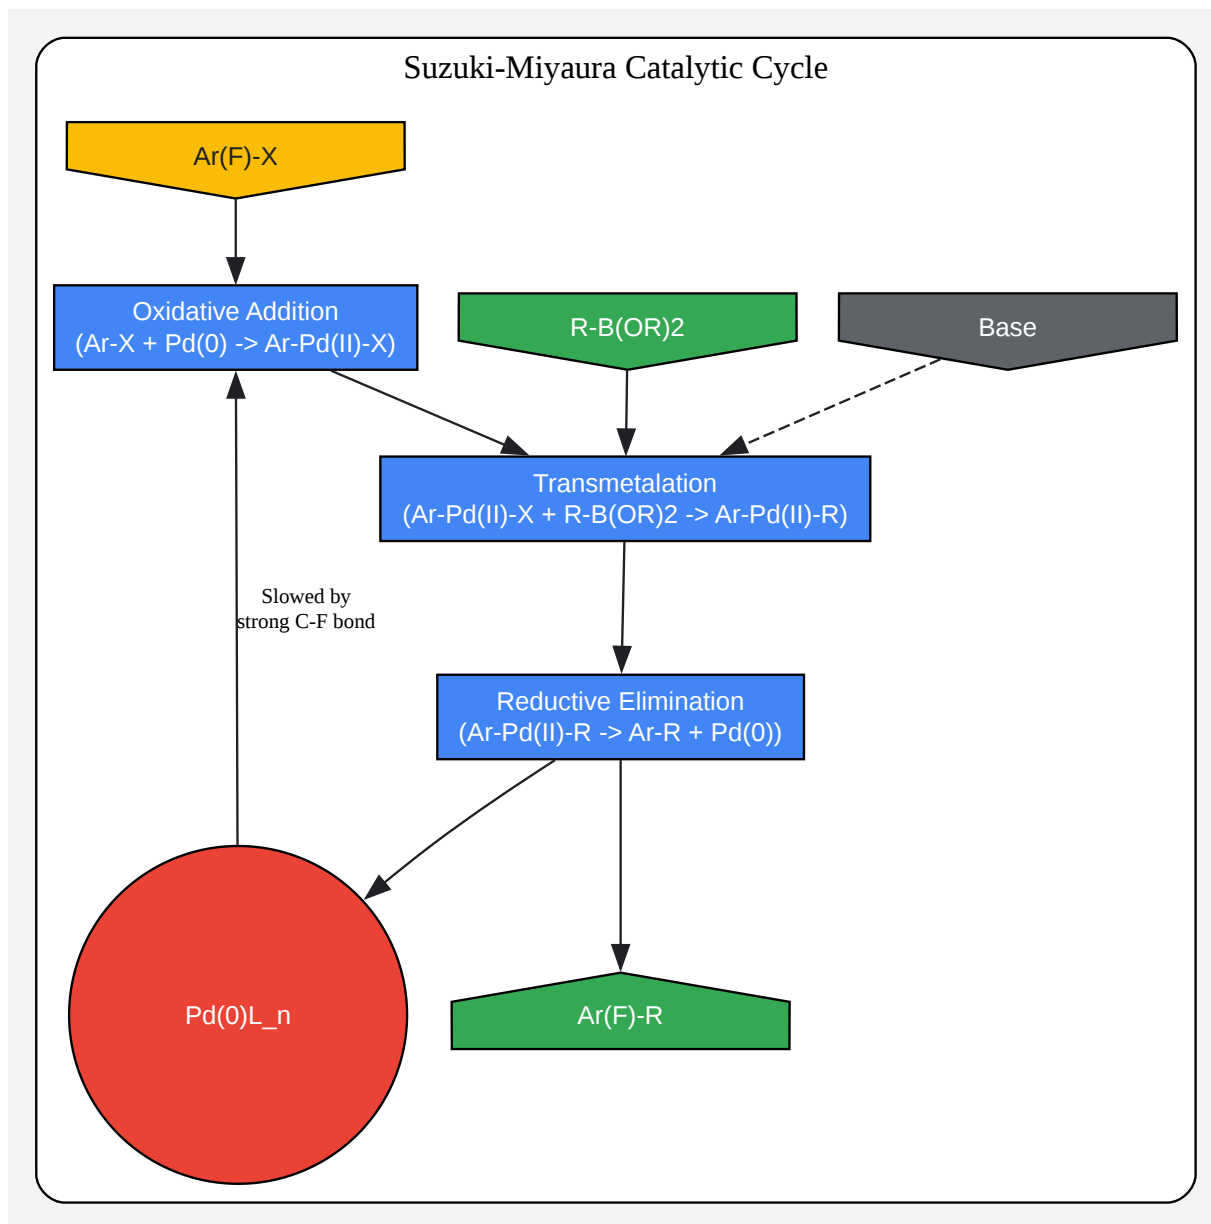 Suzuki-Miyaura Catalytic Cycle
Ar(F)-X
Oxidative Addition
(Ar-X + Pd(0) -> Ar-Pd(II)-X)
R-B(OR)2
Base
Transmetalation
(Ar-Pd(II)-X + R-B(OR)2 -> Ar-Pd(II)-R)
Slowed by
strong C-F bond
Reductive Elimination
(Ar-Pd(II)-R -> Ar-R + Pd(0))
Pd(0)L_n
Ar(F)-R